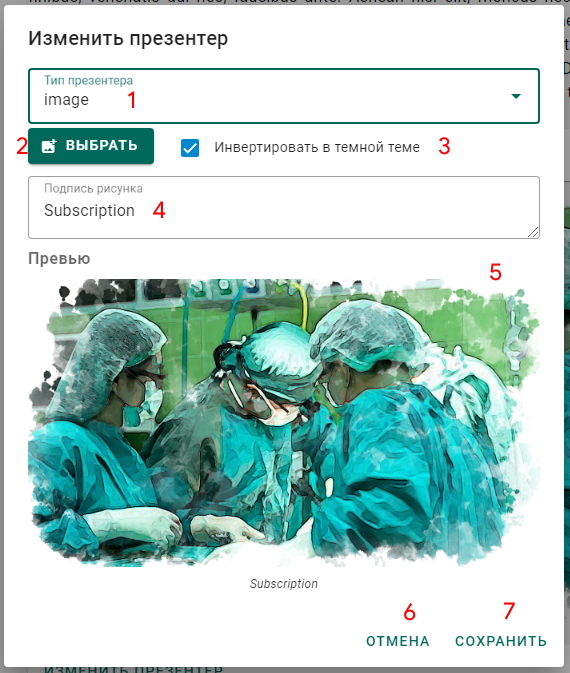 Изменить презентер
Тип презентера
image 1
2 ВЫБРАТЬ Инвертировать в темной теме 3
Подпись рисунка
Subscription 4
Превью
5
Subscription
6 7
ОТМЕНА СОХРАНИТЬ
ИЗМЕНИТЬ ПРЕЗЕНТЕР